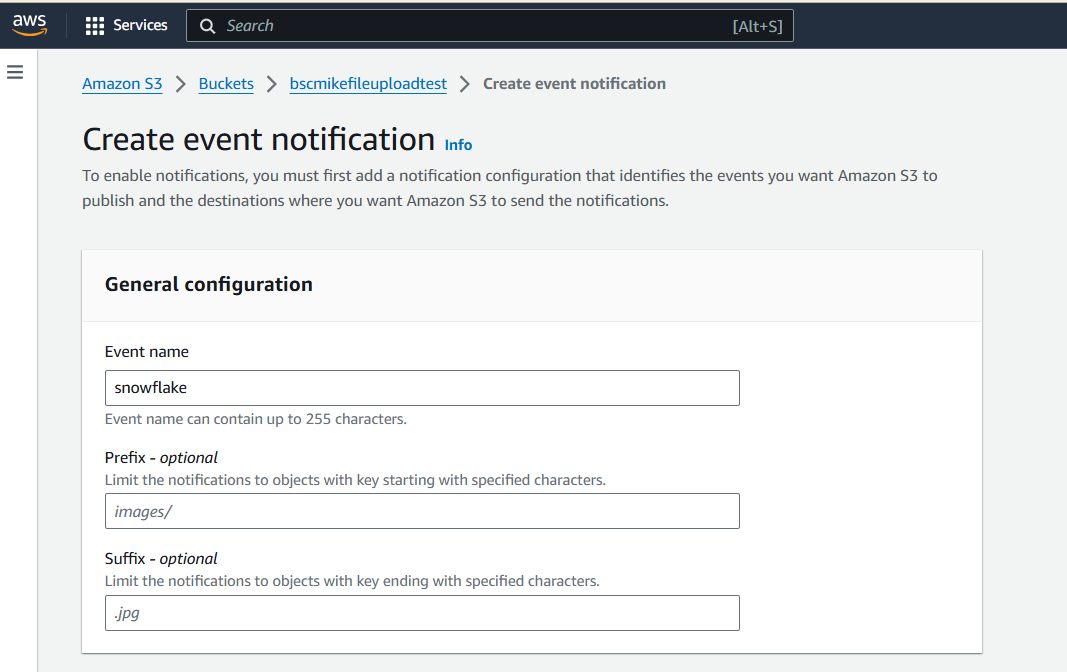 aws Services Search [Alt+S]
Amazon S3 > Buckets > bscmikefileuploadtest > Create event notification
Create event notification Info
To enable notifications, you must first add a notification configuration that identifies the events you want Amazon S3 to
publish and the destinations where you want Amazon S3 to send the notifications.
General configuration
Event name
snowflake
Event name can contain up to 255 characters.
Prefix - optional
Limit the notifications to objects with key starting with specified characters.
images/
Suffix - optional
Limit the notifications to objects with key ending with specified characters.
.jpg